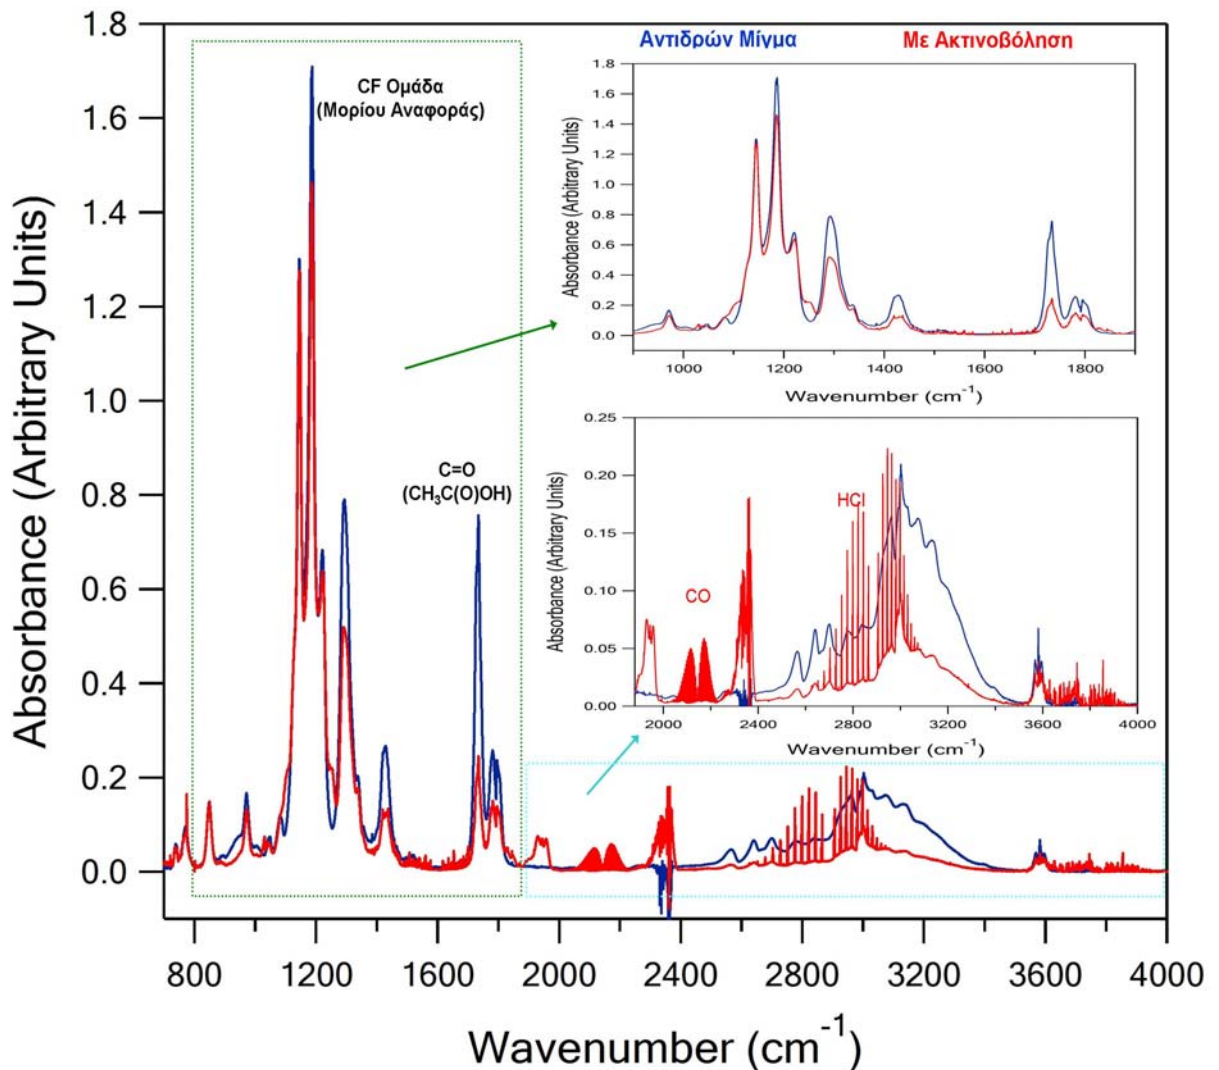 Αντιδρών Μίγμα
Με Ακτινοβόληση
CF Ομάδα
(Μορίου Αναφοράς)
C=O
(CH₃C(O)OH)
Absorbance (Arbitrary Units)
1.8
1.6
1.4
1.2
1.0
0.8
0.6
0.4
0.2
0.0
800 1200 1600 2000 2400 2800 3200 3600 4000
Wavenumber (cm⁻¹)
Absorbance (Arbitrary Units)
1.8
1.6
1.4
1.2
1.0
0.8
0.6
0.4
0.2
0.0
1000 1200 1400 1600 1800
Wavenumber (cm⁻¹)
Absorbance (Arbitrary Units)
0.25
0.20
0.15
0.10
0.05
0.00
HCl
CO
2000 2400 2800 3200 3600 4000
Wavenumber (cm⁻¹)